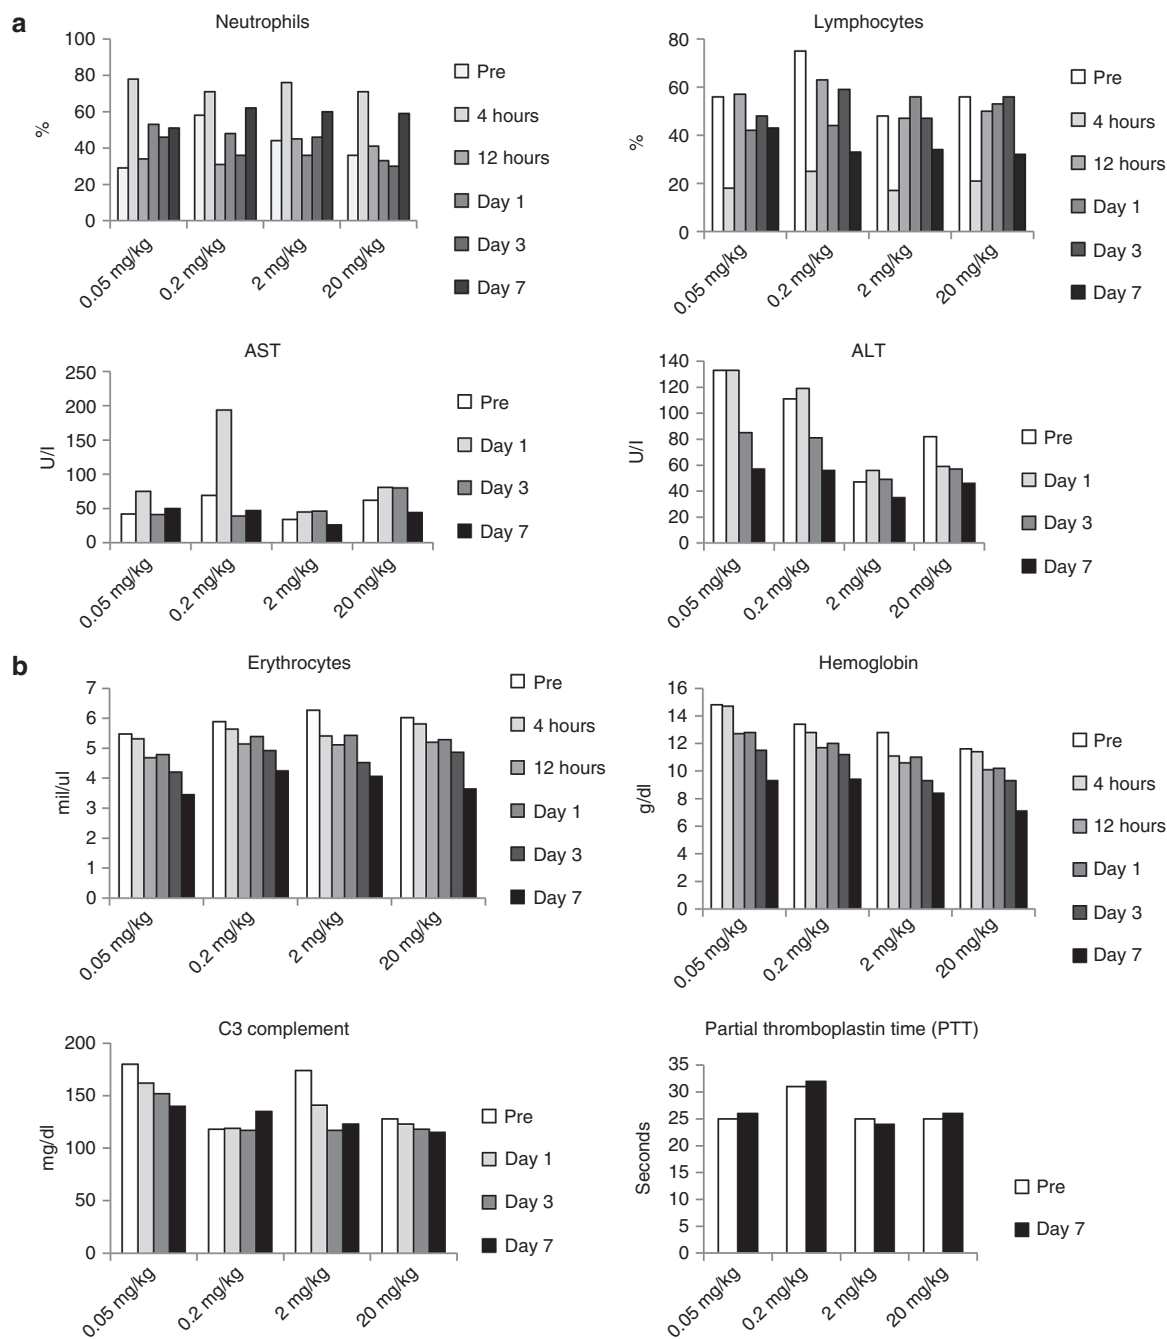 a
Neutrophils
100
80
60
40
20
0
%
0.05 mg/kg
0.2 mg/kg
2 mg/kg
20 mg/kg
Pre
4 hours
12 hours
Day 1
Day 3
Day 7
Lymphocytes
80
60
40
20
0
%
0.05 mg/kg
0.2 mg/kg
2 mg/kg
20 mg/kg
Pre
4 hours
12 hours
Day 1
Day 3
Day 7
AST
250
200
150
100
50
0
U/l
0.05 mg/kg
0.2 mg/kg
2 mg/kg
20 mg/kg
Pre
Day 1
Day 3
Day 7
ALT
140
120
100
80
60
40
20
0
U/l
0.05 mg/kg
0.2 mg/kg
2 mg/kg
20 mg/kg
Pre
Day 1
Day 3
Day 7
b
Erythrocytes
7
6
5
4
3
2
1
0
mil/ul
0.05 mg/kg
0.2 mg/kg
2 mg/kg
20 mg/kg
Pre
4 hours
12 hours
Day 1
Day 3
Day 7
Hemoglobin
16
14
12
10
8
6
4
2
0
g/dl
0.05 mg/kg
0.2 mg/kg
2 mg/kg
20 mg/kg
Pre
4 hours
12 hours
Day 1
Day 3
Day 7
C3 complement
200
150
100
50
0
mg/dl
0.05 mg/kg
0.2 mg/kg
2 mg/kg
20 mg/kg
Pre
Day 1
Day 3
Day 7
Partial thromboplastin time (PTT)
35
30
25
20
15
10
5
0
Seconds
0.05 mg/kg
0.2 mg/kg
2 mg/kg
20 mg/kg
Pre
Day 7